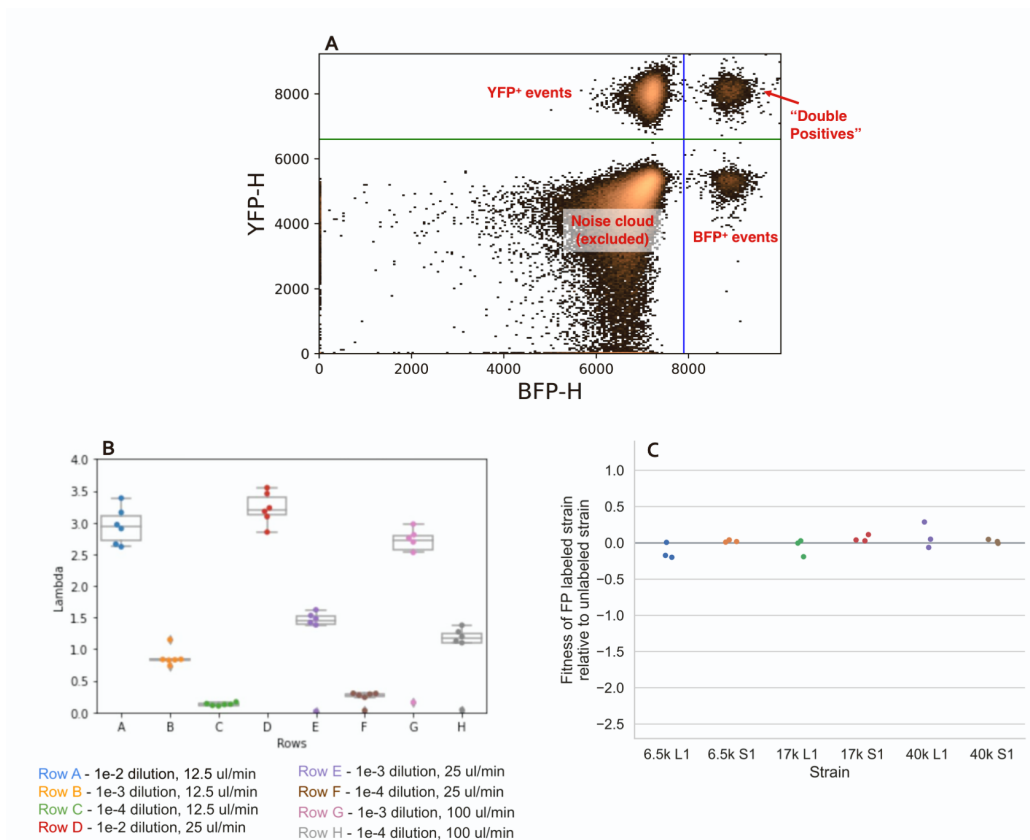 A
YFP-H
8000
6000
4000
2000
0
YFP⁺ events
"Double
Positives"
Noise cloud
(excluded)
BFP⁺ events
0 2000 4000 6000 8000
BFP-H
B
Lambda
4.0
3.5
3.0
2.5
2.0
1.5
1.0
0.5
0.0
A B C D E F G H
Rows
Row A - 1e-2 dilution, 12.5 ul/min
Row B - 1e-3 dilution, 12.5 ul/min
Row C - 1e-4 dilution, 12.5 ul/min
Row D - 1e-2 dilution, 25 ul/min
Row E - 1e-3 dilution, 25 ul/min
Row F - 1e-4 dilution, 25 ul/min
Row G - 1e-3 dilution, 100 ul/min
Row H - 1e-4 dilution, 100 ul/min
C
Fitness of FP labeled strain
relative to unlabeled strain
1.0
0.5
0.0
−0.5
−1.0
−1.5
−2.0
−2.5
6.5k L1 6.5k S1 17k L1 17k S1 40k L1 40k S1
Strain